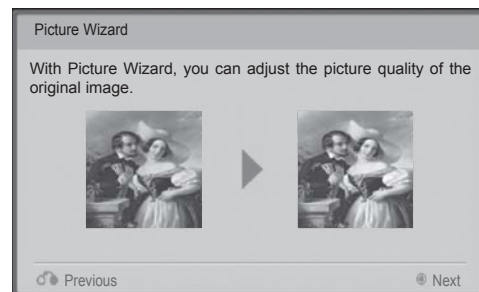 Picture Wizard
With Picture Wizard, you can adjust the picture quality of the
original image.
Previous
Next